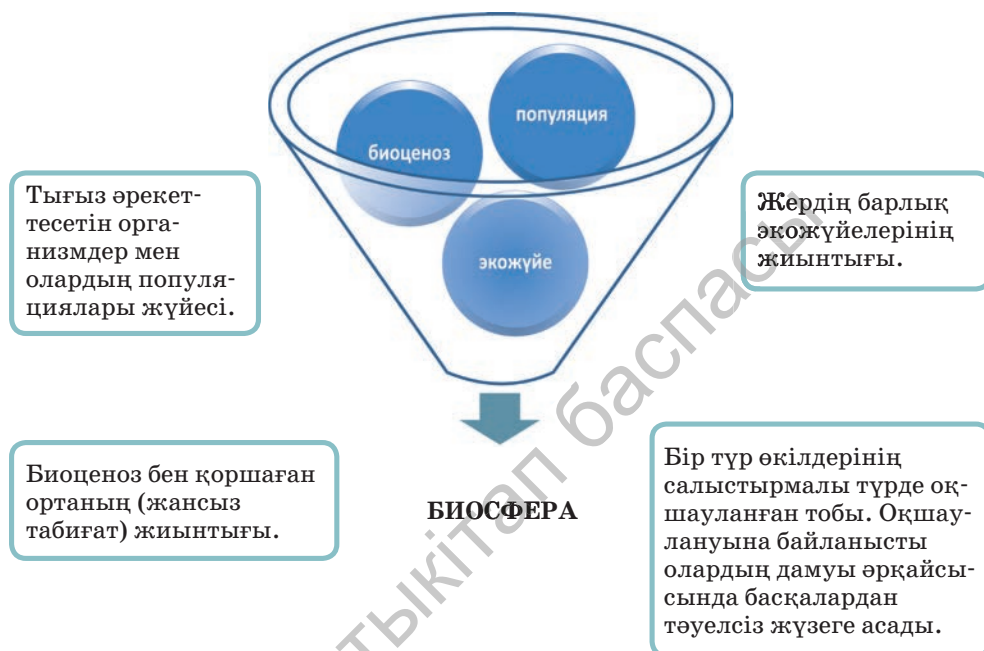 популяция
биоценоз
экожүйе
Тығыз әрекет-
тесетін орга-
низмдер мен
олардың популя-
циялары жүйесі.
Жердің барлық
экожүйелерінің
жиынтығы.
Биоценоз бен қоршаған
ортаның (жансыз
табиғат) жиынтығы.
БИОСФЕРА
Бір түр өкілдерінің
салыстырмалы түрде оқ-
шауланған тобы. Оқшау-
лануына байланысты
олардың дамуы әрқайсы-
сында басқалардан
тәуелсіз жүзеге асады.
тыкітап баспасы